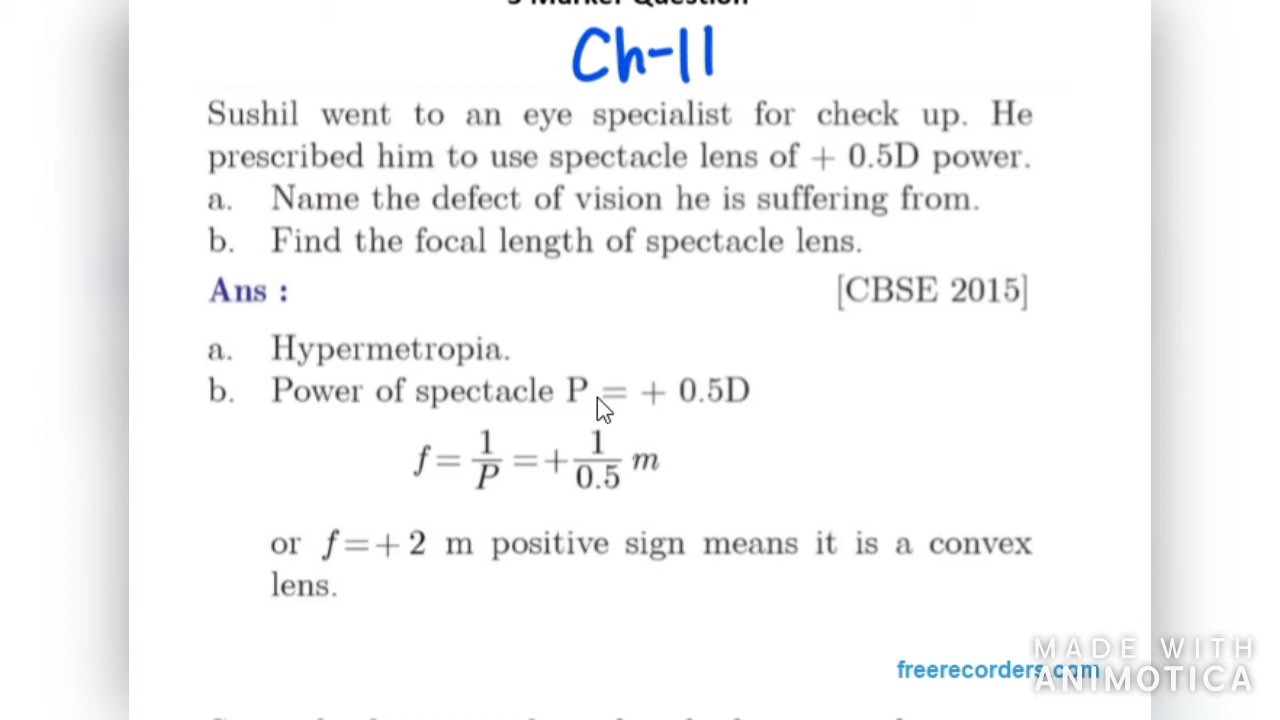 3 Marker Question
Ch-11
Sushil went to an eye specialist for check up. He
prescribed him to use spectacle lens of + 0.5D power.
a. Name the defect of vision he is suffering from.
b. Find the focal length of spectacle lens.
Ans : [CBSE 2015]
a. Hypermetropia.
b. Power of spectacle P = + 0.5D
f = 1/P = + 1/0.5 m
or f = + 2 m positive sign means it is a convex
lens.
MADE WITH
freerecorders.com
ANIMOTICA